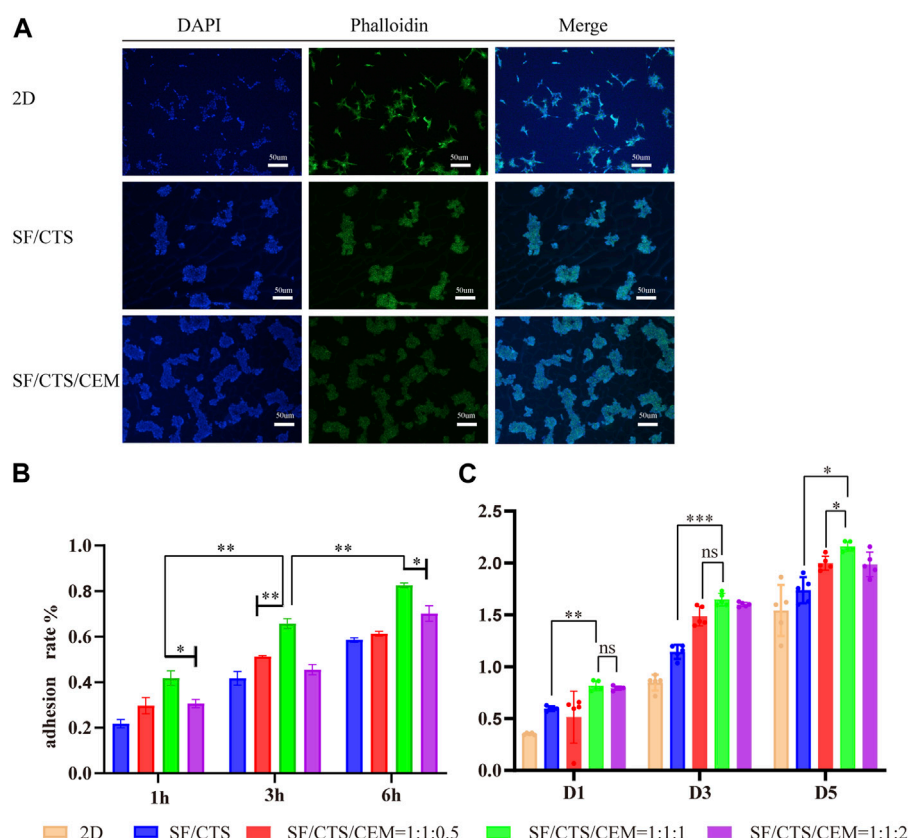 A
DAPI Phalloidin Merge
2D
50um 50um 50um
SF/CTS
50um 50um 50um
SF/CTS/CEM
50um 50um 50um
B
adhesion rate %
1.0
0.8
0.6
0.4
0.2
0.0
** **
** *
*
1h 3h 6h
C
2.5
2.0
1.5
1.0
0.5
0.0
*
*
***
ns
**
ns
D1 D3 D5
2D SF/CTS SF/CTS/CEM=1:1:0.5 SF/CTS/CEM=1:1:1 SF/CTS/CEM=1:1:2